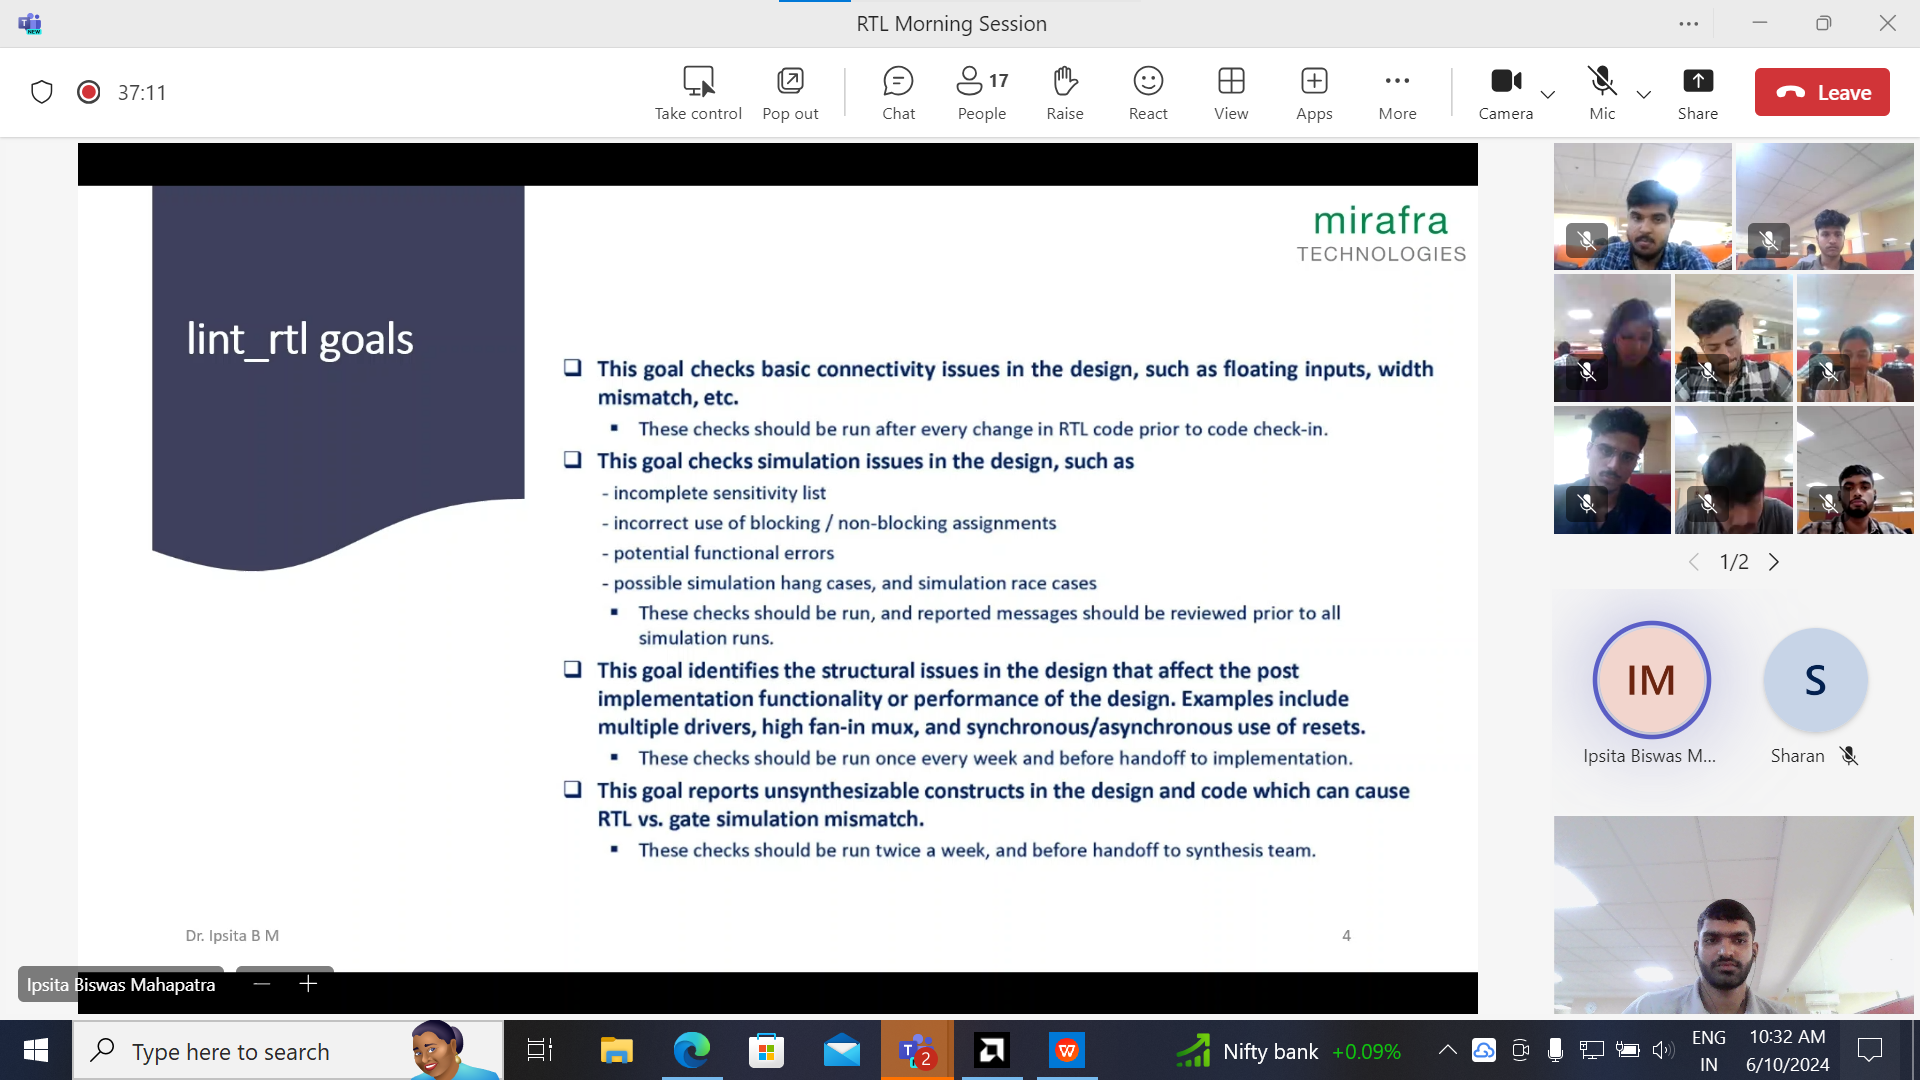 RTL Morning Session
37:11
Take control
Pop out
Chat
17
People
Raise
React
View
Apps
More
Camera
Mic
Share
Leave
mirafra
TECHNOLOGIES
lint_rtl goals
This goal checks basic connectivity issues in the design, such as floating inputs, width
mismatch, etc.
These checks should be run after every change in RTL code prior to code check-in.
This goal checks simulation issues in the design, such as
- incomplete sensitivity list
- incorrect use of blocking / non-blocking assignments
- potential functional errors
- possible simulation hang cases, and simulation race cases
These checks should be run, and reported messages should be reviewed prior to all
simulation runs.
This goal identifies the structural issues in the design that affect the post
implementation functionality or performance of the design. Examples include
multiple drivers, high fan-in mux, and synchronous/asynchronous use of resets.
These checks should be run once every week and before handoff to implementation.
This goal reports unsynthesizable constructs in the design and code which can cause
RTL vs. gate simulation mismatch.
These checks should be run twice a week, and before handoff to synthesis team.
Dr. Ipsita B M
4
Ipsita Biswas Mahapatra
1/2
IM
S
Ipsita Biswas M...
Sharan
Type here to search
2
Nifty bank +0.09%
ENG
IN
10:32 AM
6/10/2024